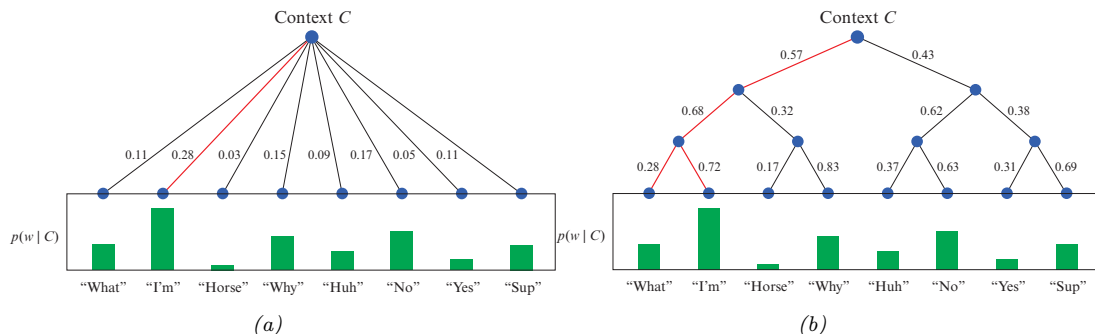 Context C
0.11 0.28 0.03 0.15 0.09 0.17 0.05 0.11
p(w | C)
“What” “I’m” “Horse” “Why” “Huh” “No” “Yes” “Sup”
(a)
Context C
0.57 0.43
0.68 0.32 0.62 0.38
0.28 0.72 0.17 0.83 0.37 0.63 0.31 0.69
p(w | C)
“What” “I’m” “Horse” “Why” “Huh” “No” “Yes” “Sup”
(b)